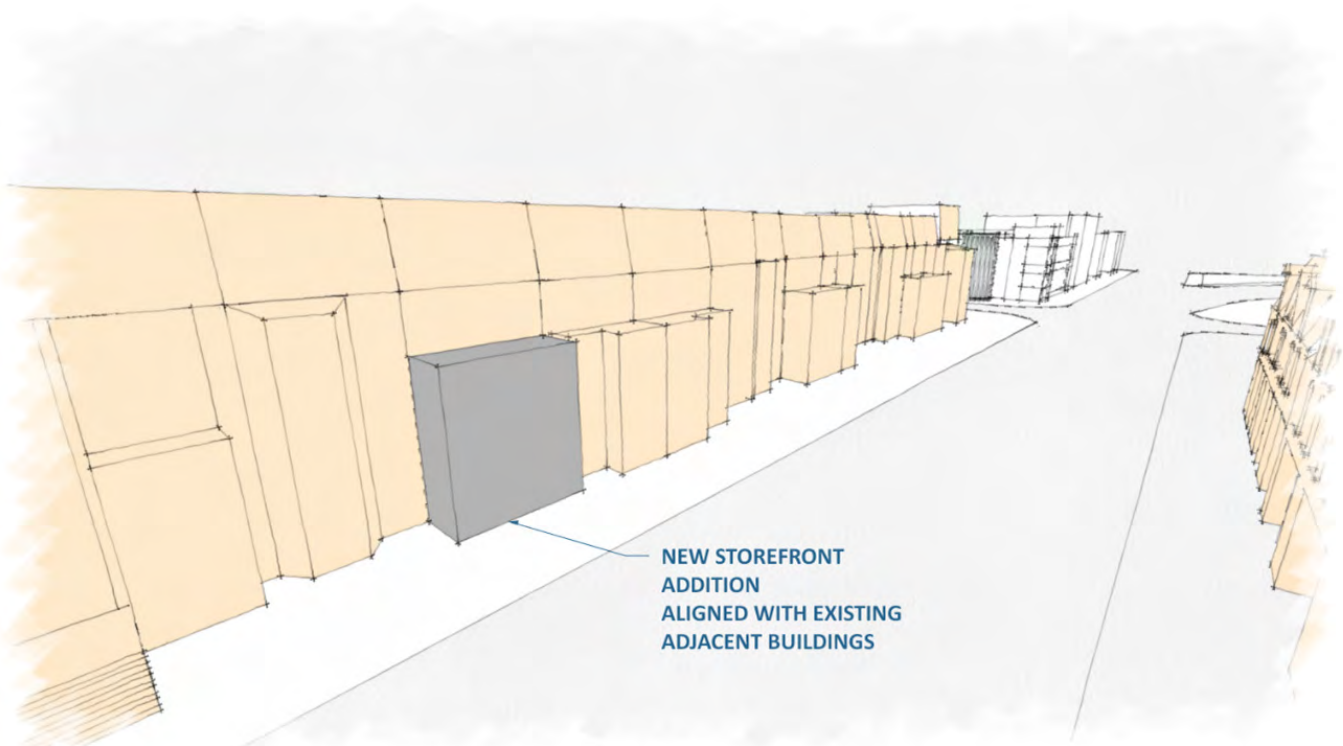 NEW STOREFRONT
ADDITION
ALIGNED WITH EXISTING
ADJACENT BUILDINGS